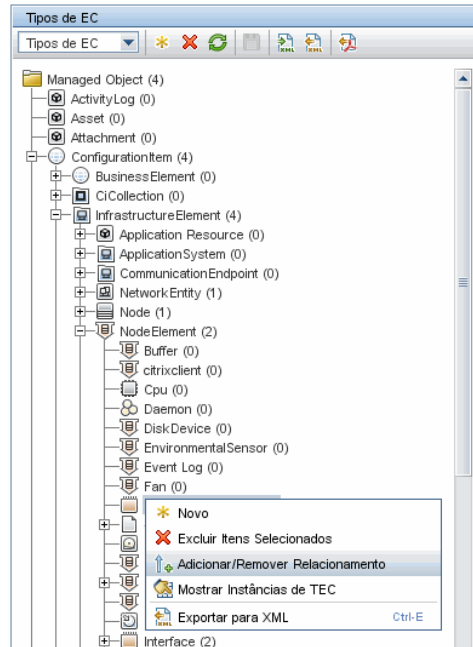 Tipos de EC
Tipos de EC
Managed Object (4)
ActivityLog (0)
Asset (0)
Attachment (0)
ConfigurationItem (4)
BusinessElement (0)
CiCollection (0)
InfrastructureElement (4)
Application Resource (0)
ApplicationSystem (0)
CommunicationEndpoint (0)
NetworkEntity (1)
Node (1)
NodeElement (2)
Buffer (0)
citrixclient (0)
Cpu (0)
Daemon (0)
DiskDevice (0)
EnvironmentalSensor (0)
Event Log (0)
Fan (0)
Novo
Excluir Itens Selecionados
Adicionar/Remover Relacionamento
Mostrar Instâncias de TEC
Exportar para XML Ctrl-E
Interface (2)